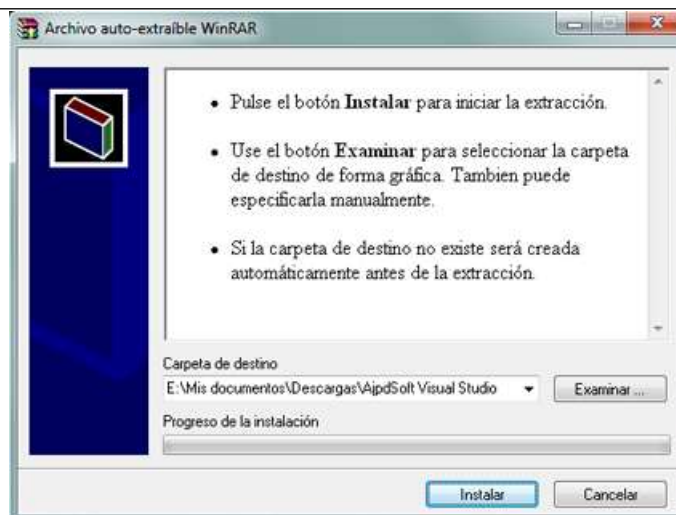 Archivo auto-extraíble WinRAR
• Pulse el botón Instalar para iniciar la extracción.
• Use el botón Examinar para seleccionar la carpeta
de destino de forma gráfica. Tambien puede
especificarla manualmente.
• Si la carpeta de destino no existe será creada
automáticamente antes de la extracción.
Carpeta de destino
E:\Mis documentos\Descargas\AjpdSoft Visual Studio
Examinar ...
Progreso de la instalación
Instalar
Cancelar